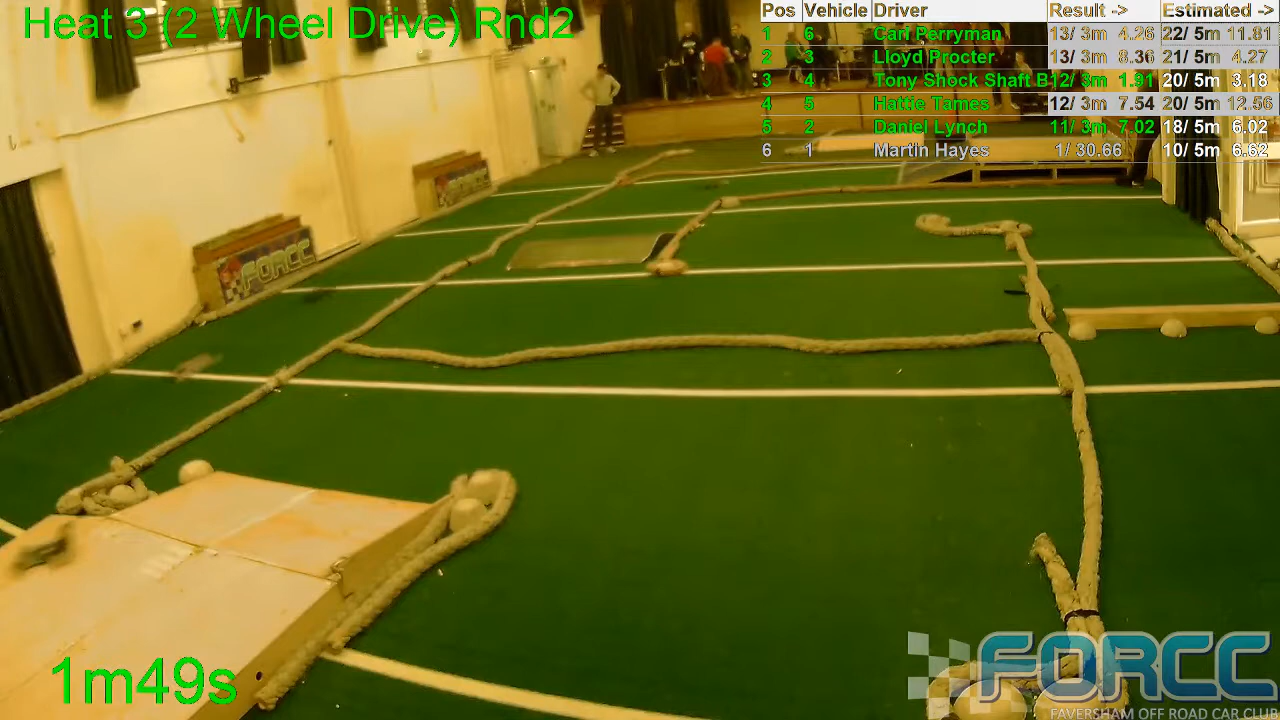 Heat 3 (2 Wheel Drive) Rnd2
Pos Vehicle Driver Result -> Estimated ->
1 6 Carl Perryman 13/ 3m 4.26 22/ 5m 11.81
2 3 Lloyd Procter 13/ 3m 8.36 21/ 5m 4.27
3 4 Tony Shock Shaft B 12/ 3m 1.91 20/ 5m 3.18
4 5 Hattie Tames 12/ 3m 7.54 20/ 5m 12.56
5 2 Daniel Lynch 11/ 3m 7.02 18/ 5m 6.02
6 1 Martin Hayes 1/ 30.66 10/ 5m 6.62
FORCC
1m49s
FORCC
FAVERSHAM OFF ROAD CAR CLUB